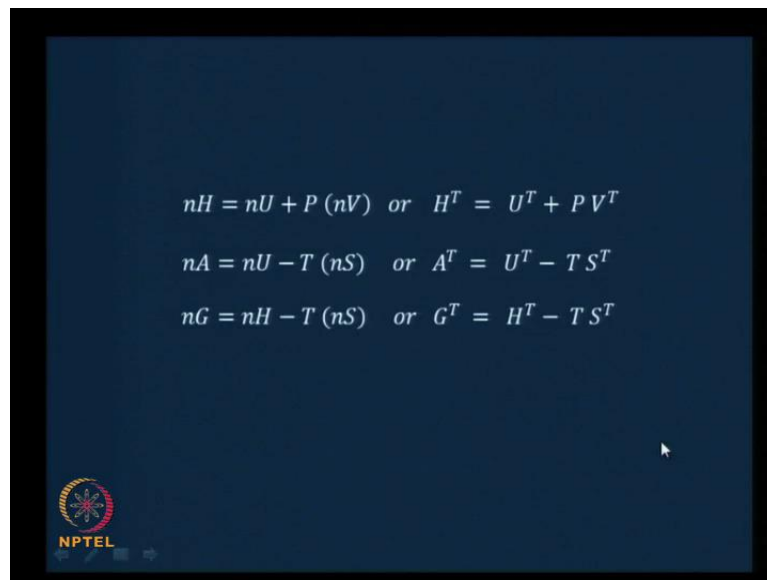 nH = nU + P (nV) or H^T = U^T + P V^T
nA = nU − T (nS) or A^T = U^T − T S^T
nG = nH − T (nS) or G^T = H^T − T S^T
NPTEL